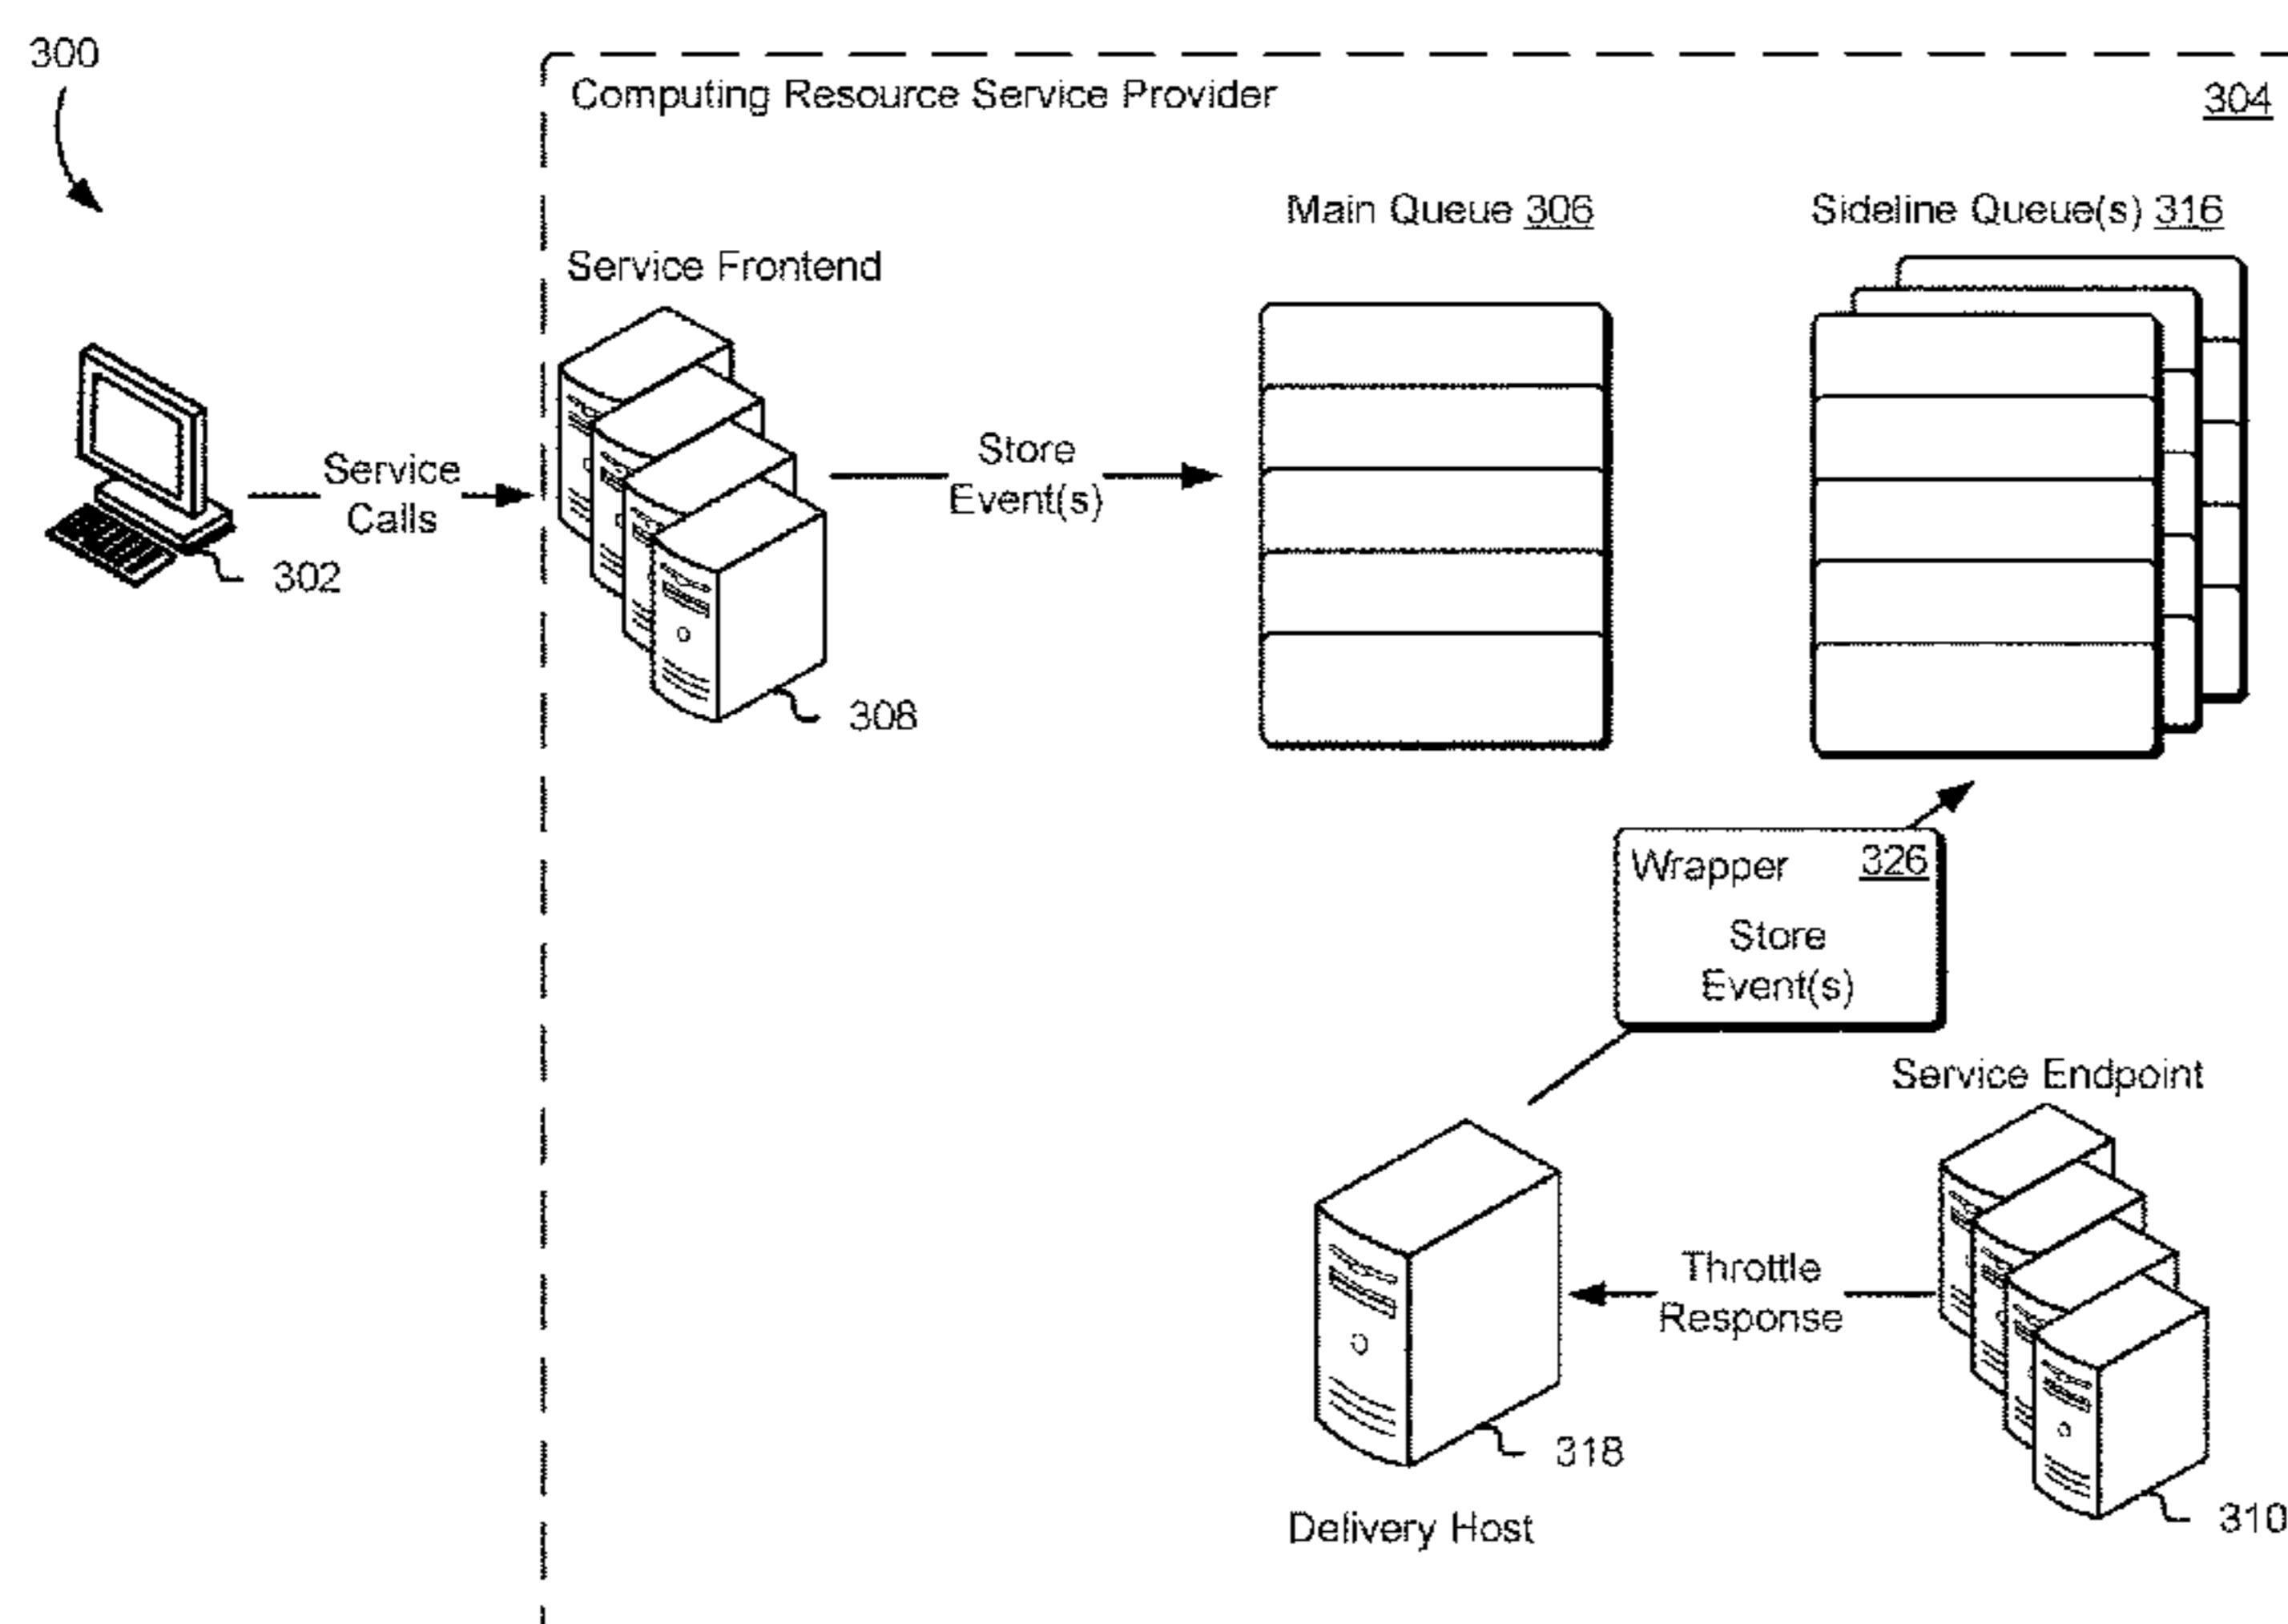 300
Computing Resource Service Provider 304
Main Queue 306
Sideline Queue(s) 316
Service Frontend
Store
Event(s)
Service
Calls
302
308
Wrapper 326
Store
Event(s)
Service Endpoint
Throttle
Response
318
310
Delivery Host